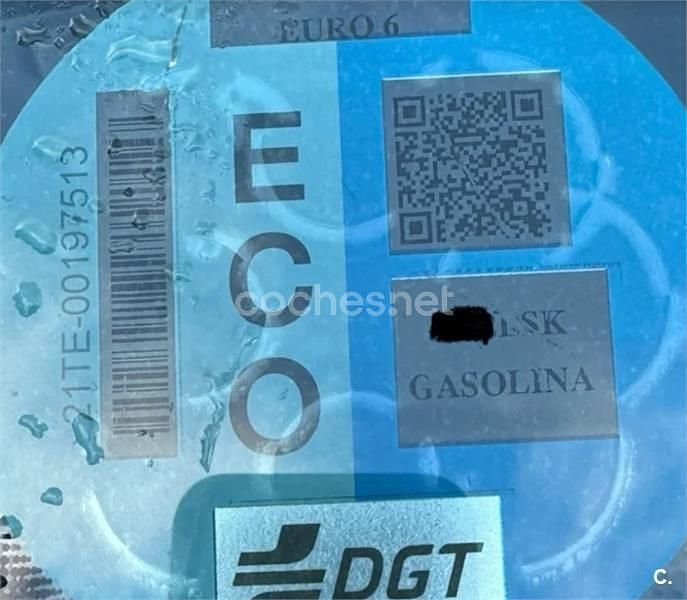 EURO 6
21TE-00197513
ECO
LSK
GASOLINA
coches.net
DGT
C.